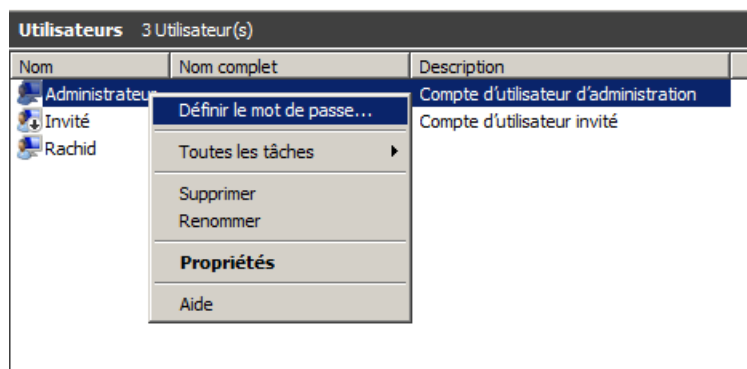 Utilisateurs 3 Utilisateur(s)
Nom Nom complet Description
Administrateur Compte d'utilisateur d'administration
Définir le mot de passe...
Invité Compte d'utilisateur invité
Rachid Toutes les tâches
Supprimer
Renommer
Propriétés
Aide